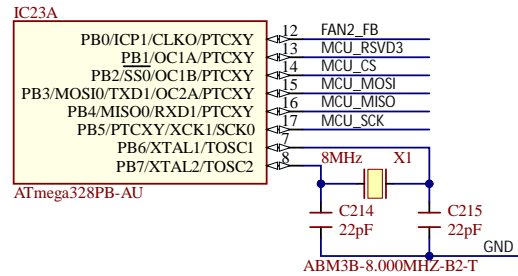 IC23A
PB0/ICP1/CLKO/PTCXY 12 FAN2_FB
PB1/OC1A/PTCXY 13 MCU_RSVD3
PB2/SS0/OC1B/PTCXY 14 MCU_CS
PB3/MOSI0/TXD1/OC2A/PTCXY 15 MCU_MOSI
PB4/MISO0/RXD1/PTCXY 16 MCU_MISO
PB5/PTCXY/XCK1/SCK0 17 MCU_SCK
PB6/XTAL1/TOSC1 7
PB7/XTAL2/TOSC2 8 8MHz X1
ATmega328PB-AU
C214 C215
22pF 22pF
GND
ABM3B-8.000MHZ-B2-T